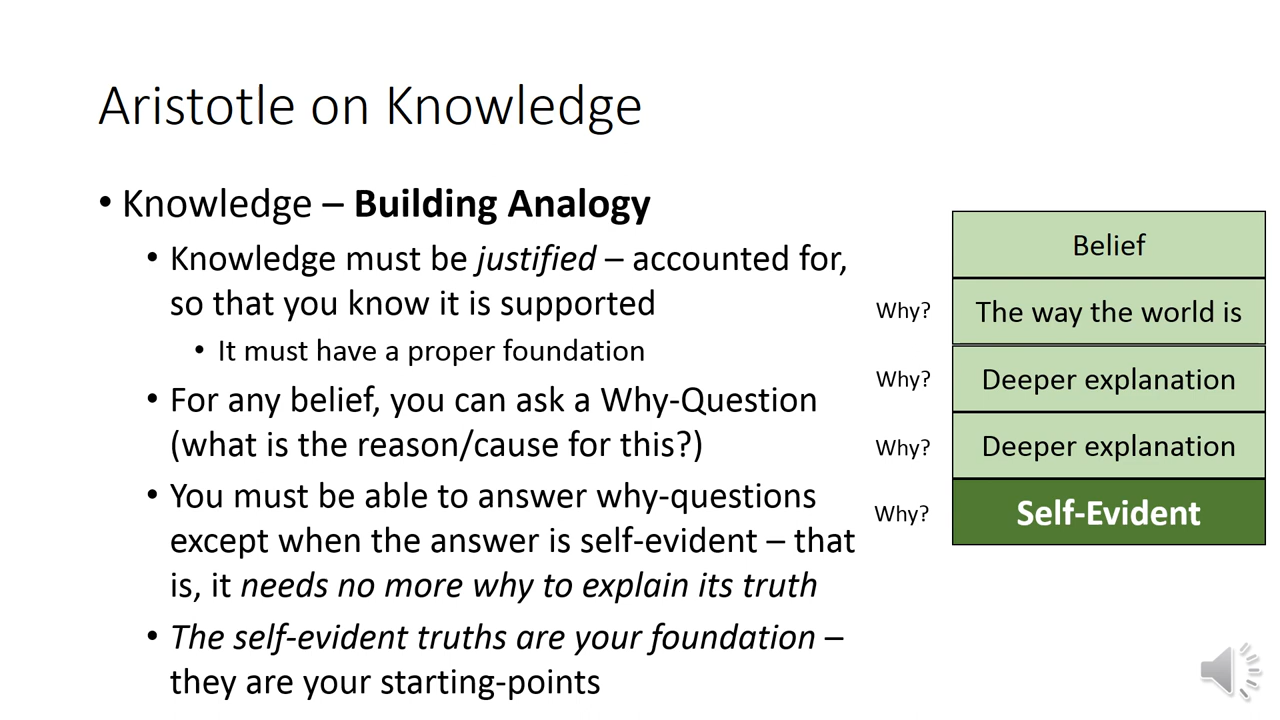 Aristotle on Knowledge
• Knowledge – Building Analogy
• Knowledge must be justified – accounted for,
so that you know it is supported
• It must have a proper foundation
• For any belief, you can ask a Why-Question
(what is the reason/cause for this?)
• You must be able to answer why-questions
except when the answer is self-evident – that
is, it needs no more why to explain its truth
• The self-evident truths are your foundation –
they are your starting-points
Belief
Why? The way the world is
Why? Deeper explanation
Why? Deeper explanation
Why? Self-Evident